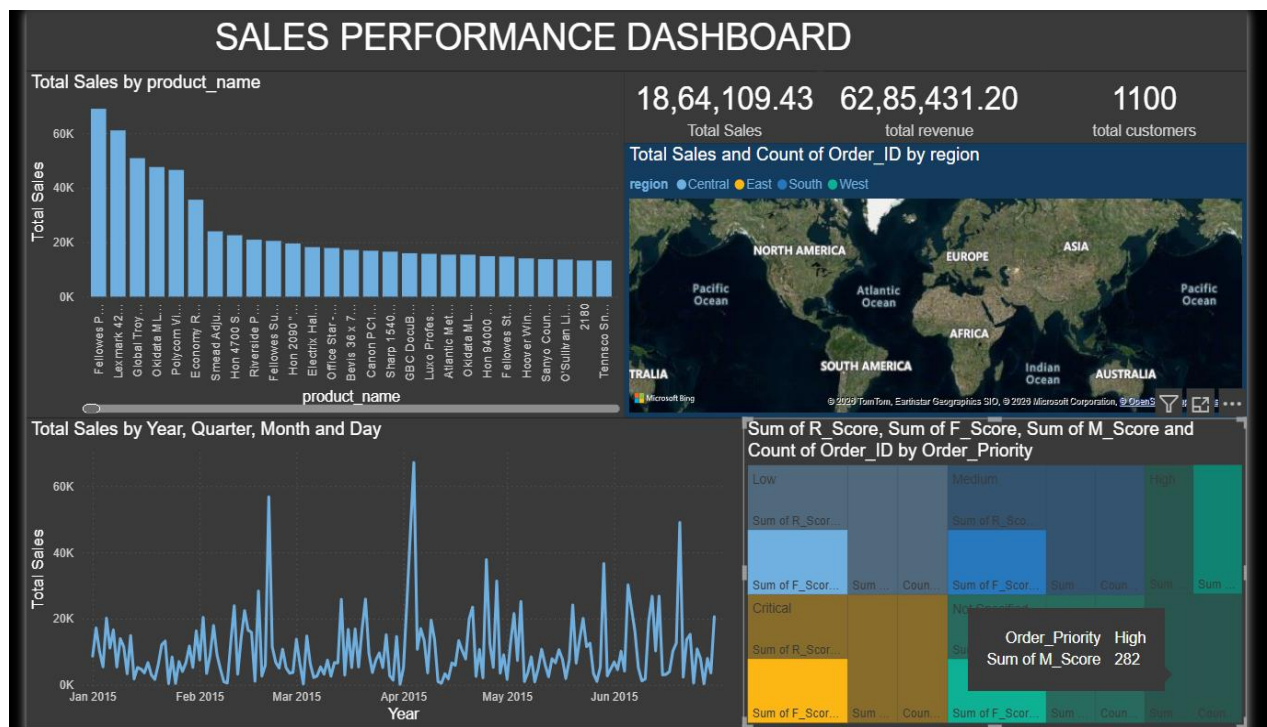 SALES PERFORMANCE DASHBOARD
Total Sales by product_name
60K
40K
20K
0K
Total Sales
Fellowes P...
Lexmark 42...
Global Troy...
Okidata M L...
Polycom Vi...
Economy R...
Smead Adju...
Hon 4700 S...
Riverside P...
Fellowes Su...
Hon 2090 "...
Electrix Hal...
Office Star -...
Bevis 36 x 7...
Canon PC1...
Sharp 1540...
GBC DocuB...
Luxo Profes...
Atlantic Met...
Okidata M L...
Hon 94000 ...
Fellowes St...
Hoover Win...
Sanyo Coun...
O'Sullivan Li...
2180
Tennsco Sn...
product_name
18,64,109.43 62,85,431.20 1100
Total Sales total revenue total customers
Total Sales and Count of Order_ID by region
region Central East South West
NORTH AMERICA
EUROPE
ASIA
Pacific
Ocean
Atlantic
Ocean
Pacific
Ocean
AFRICA
SOUTH AMERICA
Indian
Ocean
TRALIA
AUSTRALIA
Microsoft Bing
© 2026 TomTom, Earthstar Geographics SIO, © 2026 Microsoft Corporation, © OpenS
Total Sales by Year, Quarter, Month and Day
60K
40K
20K
0K
Total Sales
Jan 2015 Feb 2015 Mar 2015 Apr 2015 May 2015 Jun 2015
Year
Sum of R_Score, Sum of F_Score, Sum of M_Score and
Count of Order_ID by Order_Priority
Low Medium High
Sum of R_Scor... Sum of R_Sco...
Sum of F_Scor... Sum ... Coun... Sum of F_Scor... Sum ... Coun... Sum ... Sum ...
Critical Not Specified
Sum of R_Scor...
Order_Priority High
Sum of M_Score 282
Sum of F_Scor... Sum ... Coun... Sum of F_Scor... Sum ... Coun... Sum ... Coun...